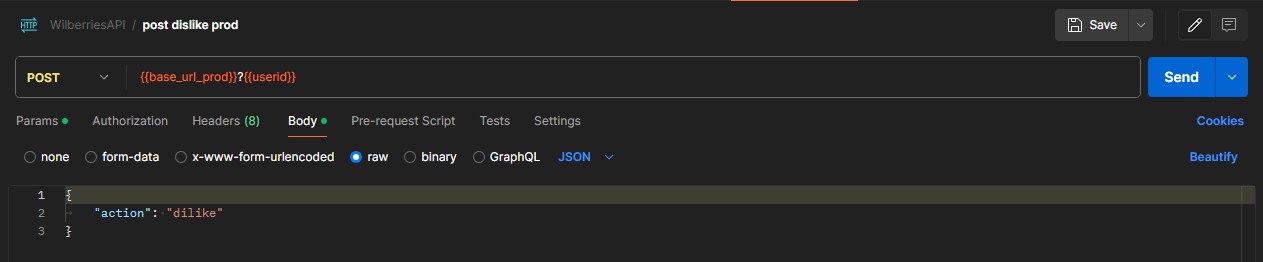 HTTP WilberriesAPI / post dislike prod Save
POST {{base_url_prod}}?{{userid}} Send
Params Authorization Headers (8) Body Pre-request Script Tests Settings Cookies
none form-data x-www-form-urlencoded raw binary GraphQL JSON Beautify
1 {
2 "action": "dilike"
3 }